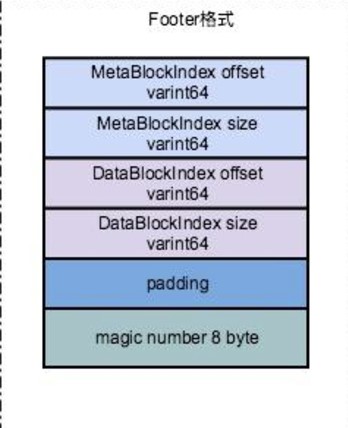 Footer格式
MetaBlockIndex offset
varint64
MetaBlockIndex size
varint64
DataBlockIndex offset
varint64
DataBlockIndex size
varint64
padding
magic number 8 byte